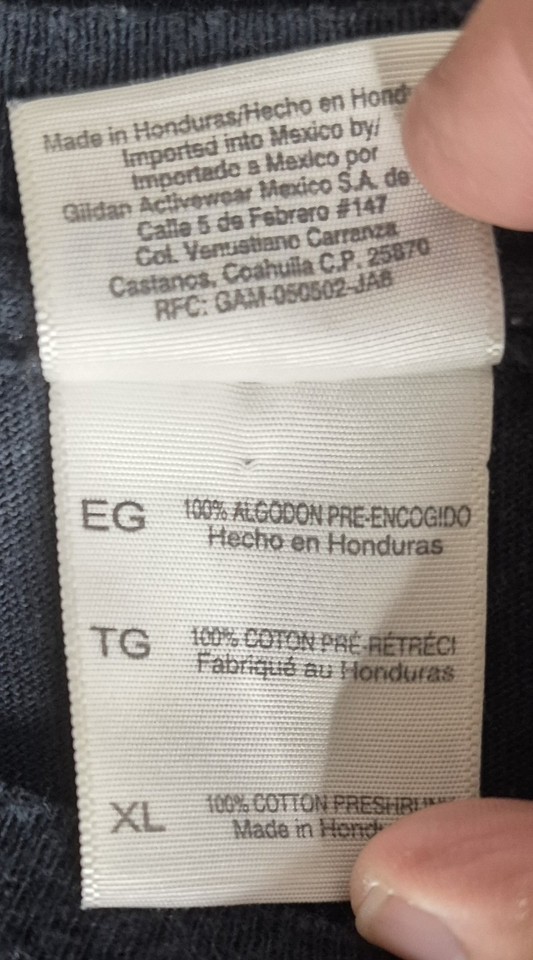 Made in Honduras/Hecho en Hond
Imported into Mexico by/
Importado a Mexico por
Gildan Activewear Mexico S.A. de
Calle 5 de Febrero #147
Col. Venustiano Carranza
Castanos, Coahuila C.P. 25870
RFC: GAM-050502-JA8
EG 100% ALGODON PRE-ENCOGIDO
Hecho en Honduras
TG 100% COTON PRÉ-RÉTRÉCI
Fabriqué au Honduras
XL 100% COTTON PRESHRUNK
Made in Hond